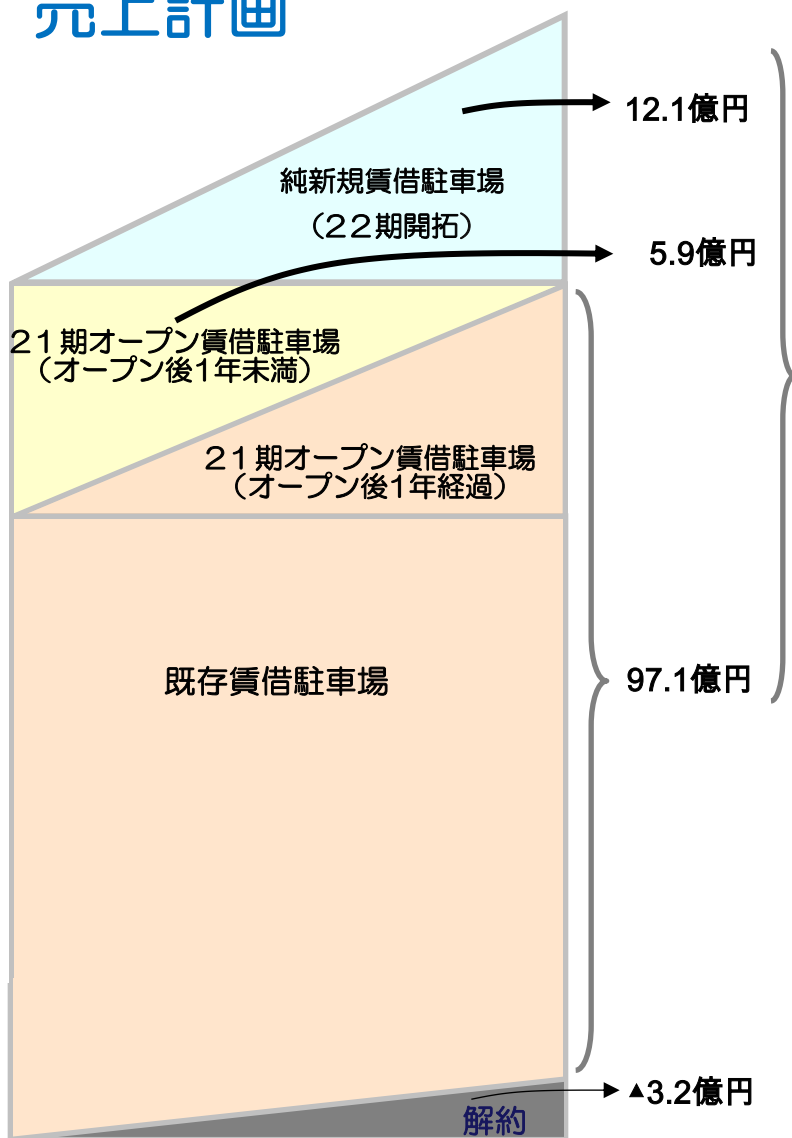 売上計画
12.1億円
純新規賃借駐車場
（２２期開拓）
5.9億円
２１期オープン賃借駐車場
（オープン後1年未満）
２１期オープン賃借駐車場
（オープン後1年経過）
既存賃借駐車場
97.1億円
▲3.2億円
解約